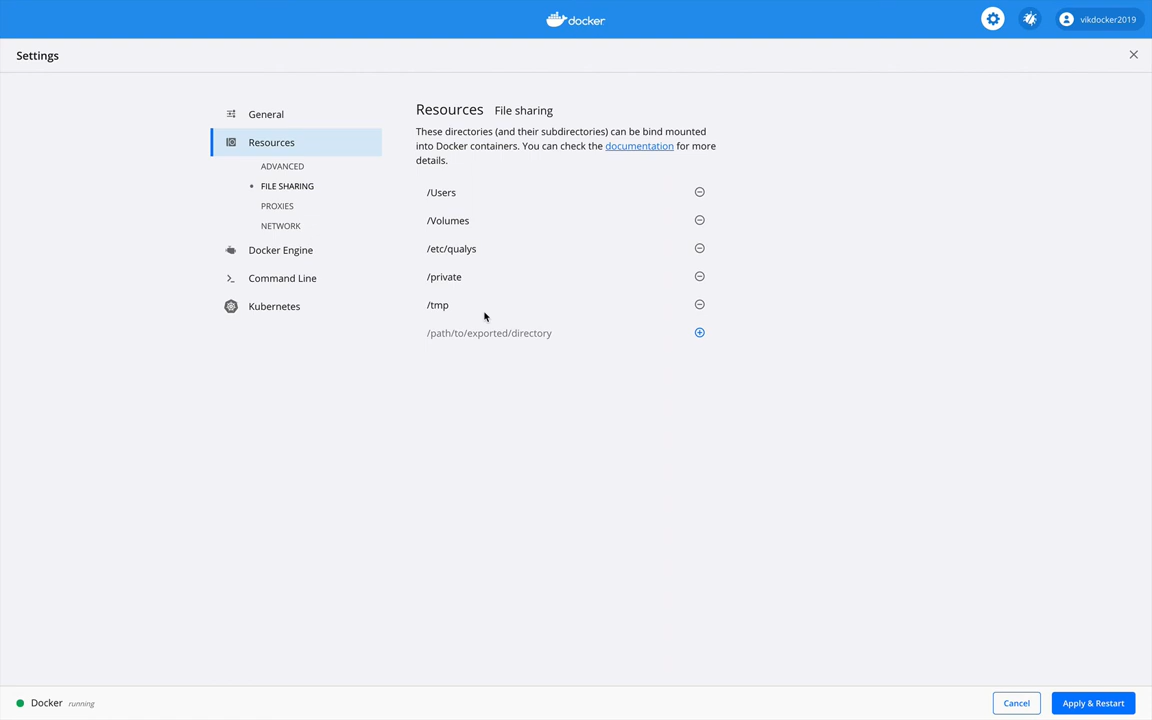 docker
vikdocker2019
Settings
General
Resources
ADVANCED
FILE SHARING
PROXIES
NETWORK
Docker Engine
Command Line
Kubernetes
Resources File sharing
These directories (and their subdirectories) can be bind mounted
into Docker containers. You can check the documentation for more
details.
/Users
/Volumes
/etc/qualys
/private
/tmp
/path/to/exported/directory
Docker running
Cancel
Apply & Restart